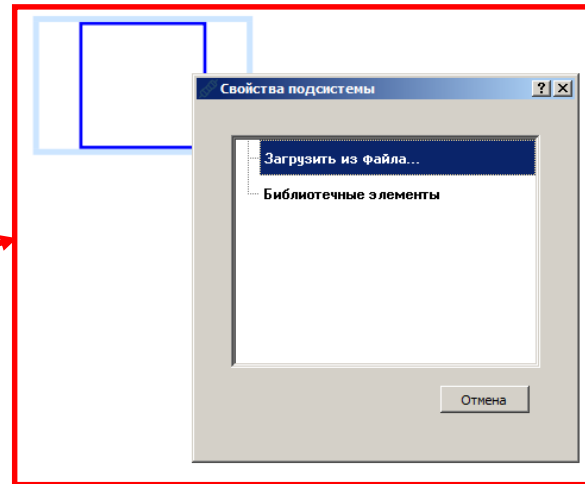 Свойства подсистемы
Загрузить из файла...
Библиотечные элементы
Отмена